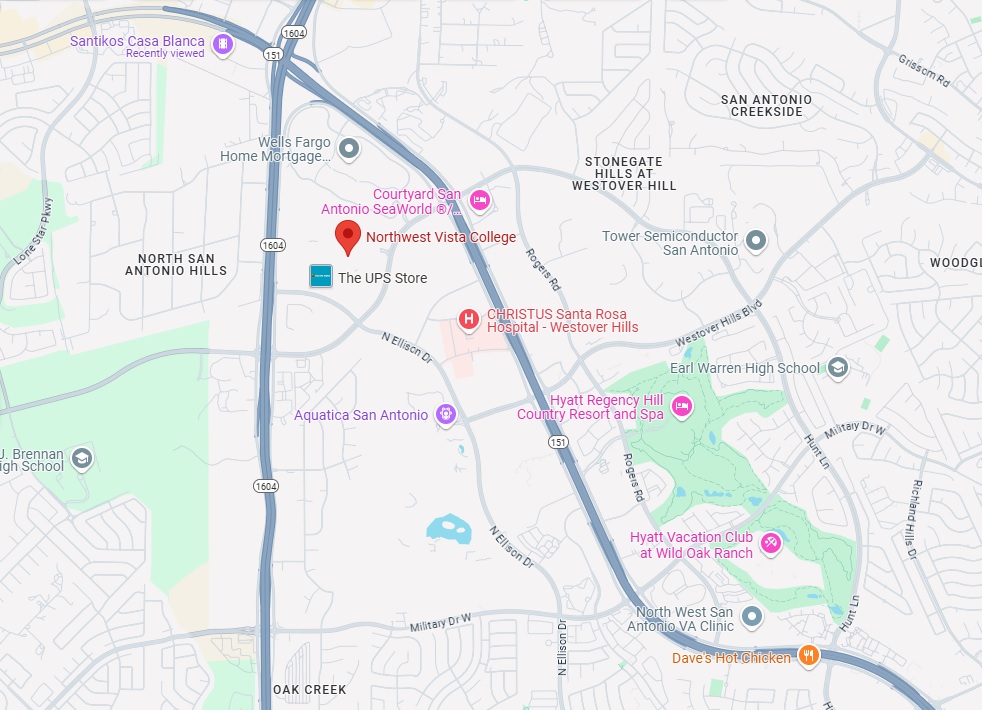 1604
Santikos Casa Blanca
Recently viewed
151
Grissom Rd
SAN ANTONIO
CREEKSIDE
Wells Fargo
Home Mortgage...
STONEGATE
HILLS AT
WESTOVER HILL
Courtyard San
Antonio SeaWorld ®/...
Lone Star Pkwy
Northwest Vista College
Tower Semiconductor
San Antonio
1604
NORTH SAN
ANTONIO HILLS
Rogers Rd
WOODGL
The UPS Store
CHRISTUS Santa Rosa
Hospital - Westover Hills
Westover Hills Blvd
N Ellison Dr
Earl Warren High School
Hyatt Regency Hill
Country Resort and Spa
Aquatica San Antonio
Military Dr W
151
Hunt Ln
J. Brennan
igh School
Rogers Rd
1604
Richland Hills Dr
N Ellison Dr
Hyatt Vacation Club
at Wild Oak Ranch
Hunt Ln
North West San
Antonio VA Clinic
Military Dr W
N Ellison Dr
Dave's Hot Chicken
OAK CREEK